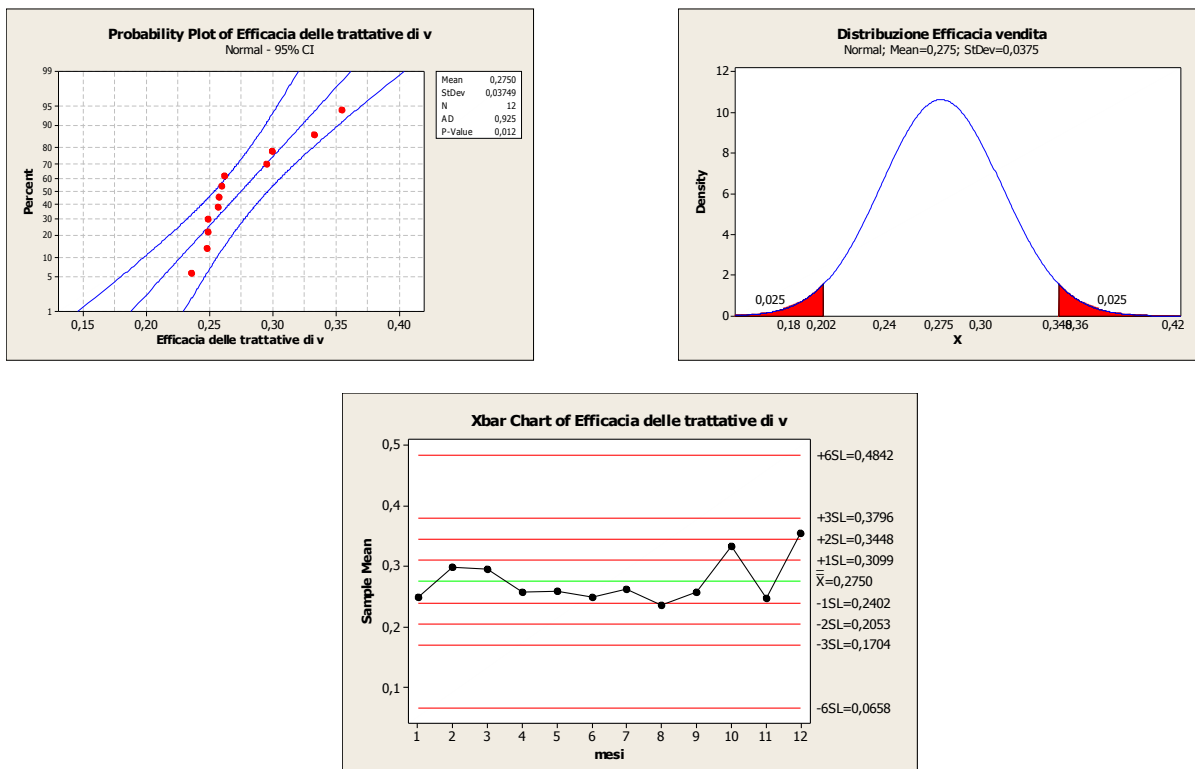 Probability Plot of Efficacia delle trattative di v
Normal - 95% CI
99
95
90
80
70
60
50
40
30
20
10
5
1
Percent
0,15 0,20 0,25 0,30 0,35 0,40
Efficacia delle trattative di v
Mean 0,2750
StDev 0,03749
N 12
AD 0,925
P-Value 0,012
Distribuzione Efficacia vendita
Normal; Mean=0,275; StDev=0,0375
12
10
8
6
4
2
0
Density
0,025
0,025
0,18 0,202 0,24 0,275 0,30 0,348 0,36 0,42
X
Xbar Chart of Efficacia delle trattative di v
0,5
0,4
0,3
0,2
0,1
Sample Mean
+6SL=0,4842
+3SL=0,3796
+2SL=0,3448
+1SL=0,3099
X=0,2750
-1SL=0,2402
-2SL=0,2053
-3SL=0,1704
-6SL=0,0658
1 2 3 4 5 6 7 8 9 10 11 12
mesi